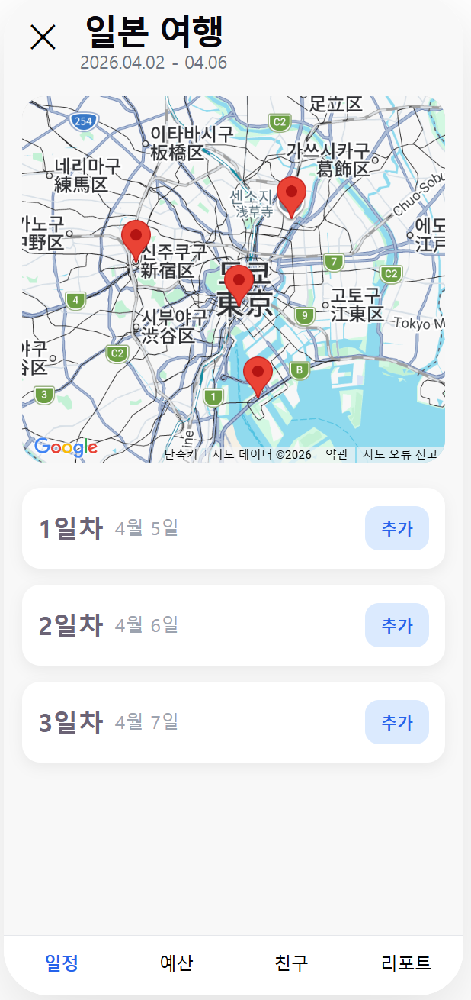 일본 여행
2026.04.02 - 04.06
足立区
254
C2
이타바시구
板橋区
가쓰시카구
葛飾区
네리마구
練馬区
센소지
浅草寺
Chuo-Sobu
나카노구
中野区
신주쿠구
新宿区
에도
江戸
7
C2
도쿄
東京
4
고토구
江東区
9
시부야구
渋谷区
Tokyo M
C2
야구
谷区
B
3
1
ine
Google
단축키
지도 데이터 ©2026
약관
지도 오류 신고
1일차 4월 5일 추가
2일차 4월 6일 추가
3일차 4월 7일 추가
일정 예산 친구 리포트